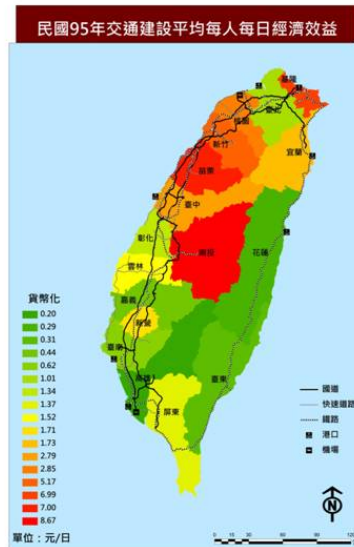 民國95年交通建設平均每人每日經濟效益
基隆
臺北
桃園
新竹
宜蘭
苗栗
臺中
彰化
南投
花蓮
雲林
嘉義
臺東
屏東
貨幣化
0.20
0.29
0.31
0.44
0.62
1.01
1.34
1.37
1.52
1.71
1.73
2.79
2.85
5.17
6.99
7.00
8.67
單位：元/日
國道
快速道路
鐵路
港口
機場
N